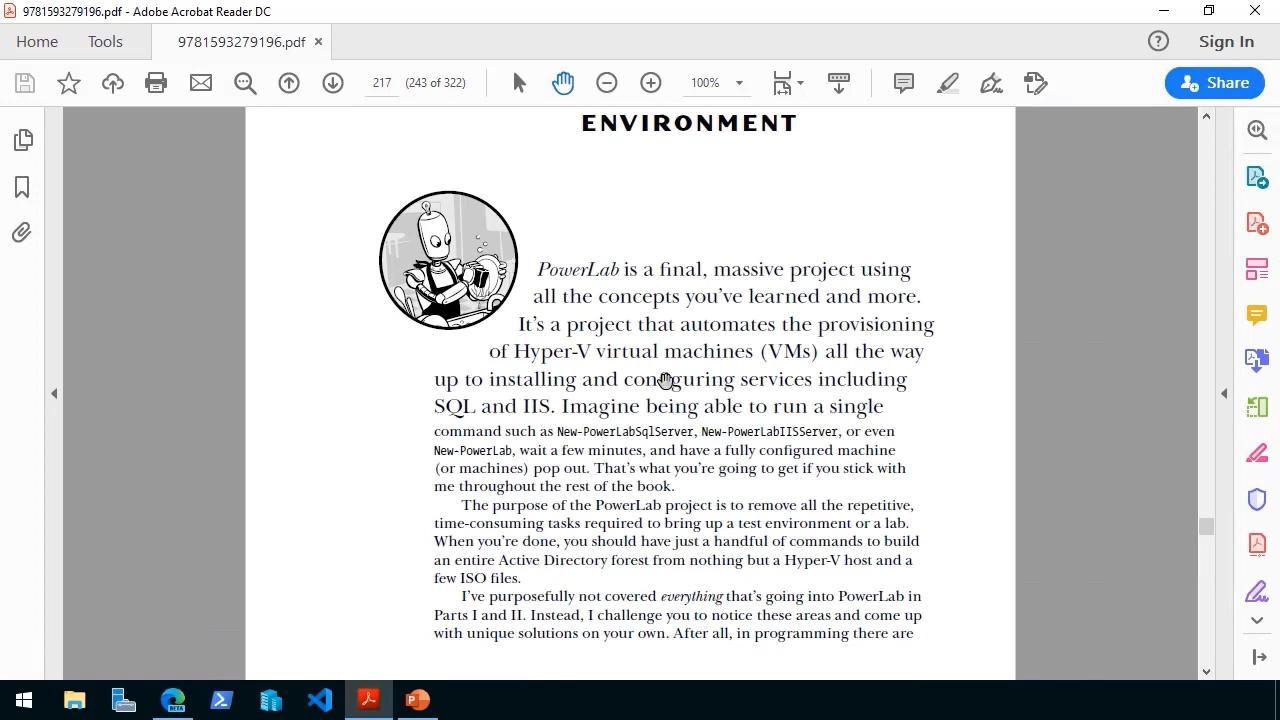 9781593279196.pdf - Adobe Acrobat Reader DC
Home Tools 9781593279196.pdf × Sign In
217 (243 of 322) 100% Share
ENVIRONMENT
PowerLab is a final, massive project using
all the concepts you've learned and more.
It's a project that automates the provisioning
of Hyper-V virtual machines (VMs) all the way
up to installing and configuring services including
SQL and IIS. Imagine being able to run a single
command such as New-PowerLabSqlServer, New-PowerLabIISServer, or even
New-PowerLab, wait a few minutes, and have a fully configured machine
(or machines) pop out. That's what you're going to get if you stick with
me throughout the rest of the book.
The purpose of the PowerLab project is to remove all the repetitive,
time-consuming tasks required to bring up a test environment or a lab.
When you're done, you should have just a handful of commands to build
an entire Active Directory forest from nothing but a Hyper-V host and a
few ISO files.
I've purposefully not covered everything that's going into PowerLab in
Parts I and II. Instead, I challenge you to notice these areas and come up
with unique solutions on your own. After all, in programming there are
BETA